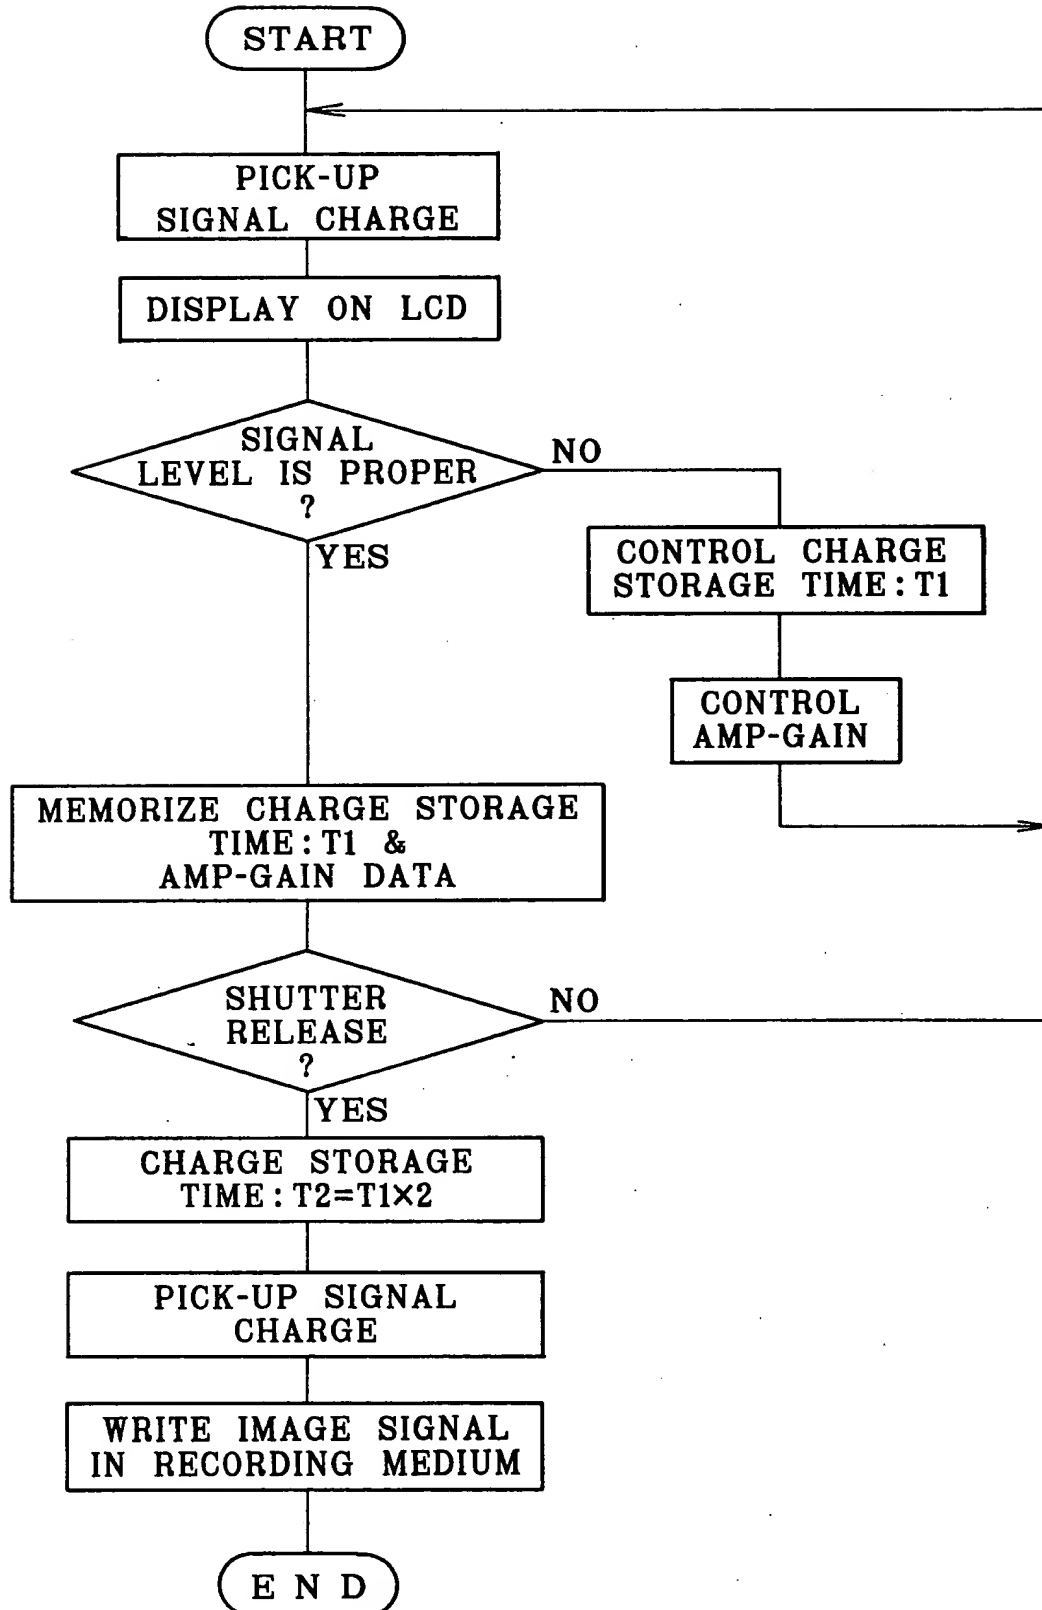 START
PICK-UP
SIGNAL CHARGE
DISPLAY ON LCD
SIGNAL
LEVEL IS PROPER
?
NO
YES
CONTROL CHARGE
STORAGE TIME:T1
CONTROL
AMP-GAIN
MEMORIZE CHARGE STORAGE
TIME:T1 &
AMP-GAIN DATA
SHUTTER
RELEASE
?
NO
YES
CHARGE STORAGE
TIME:T2=T1×2
PICK-UP SIGNAL
CHARGE
WRITE IMAGE SIGNAL
IN RECORDING MEDIUM
END